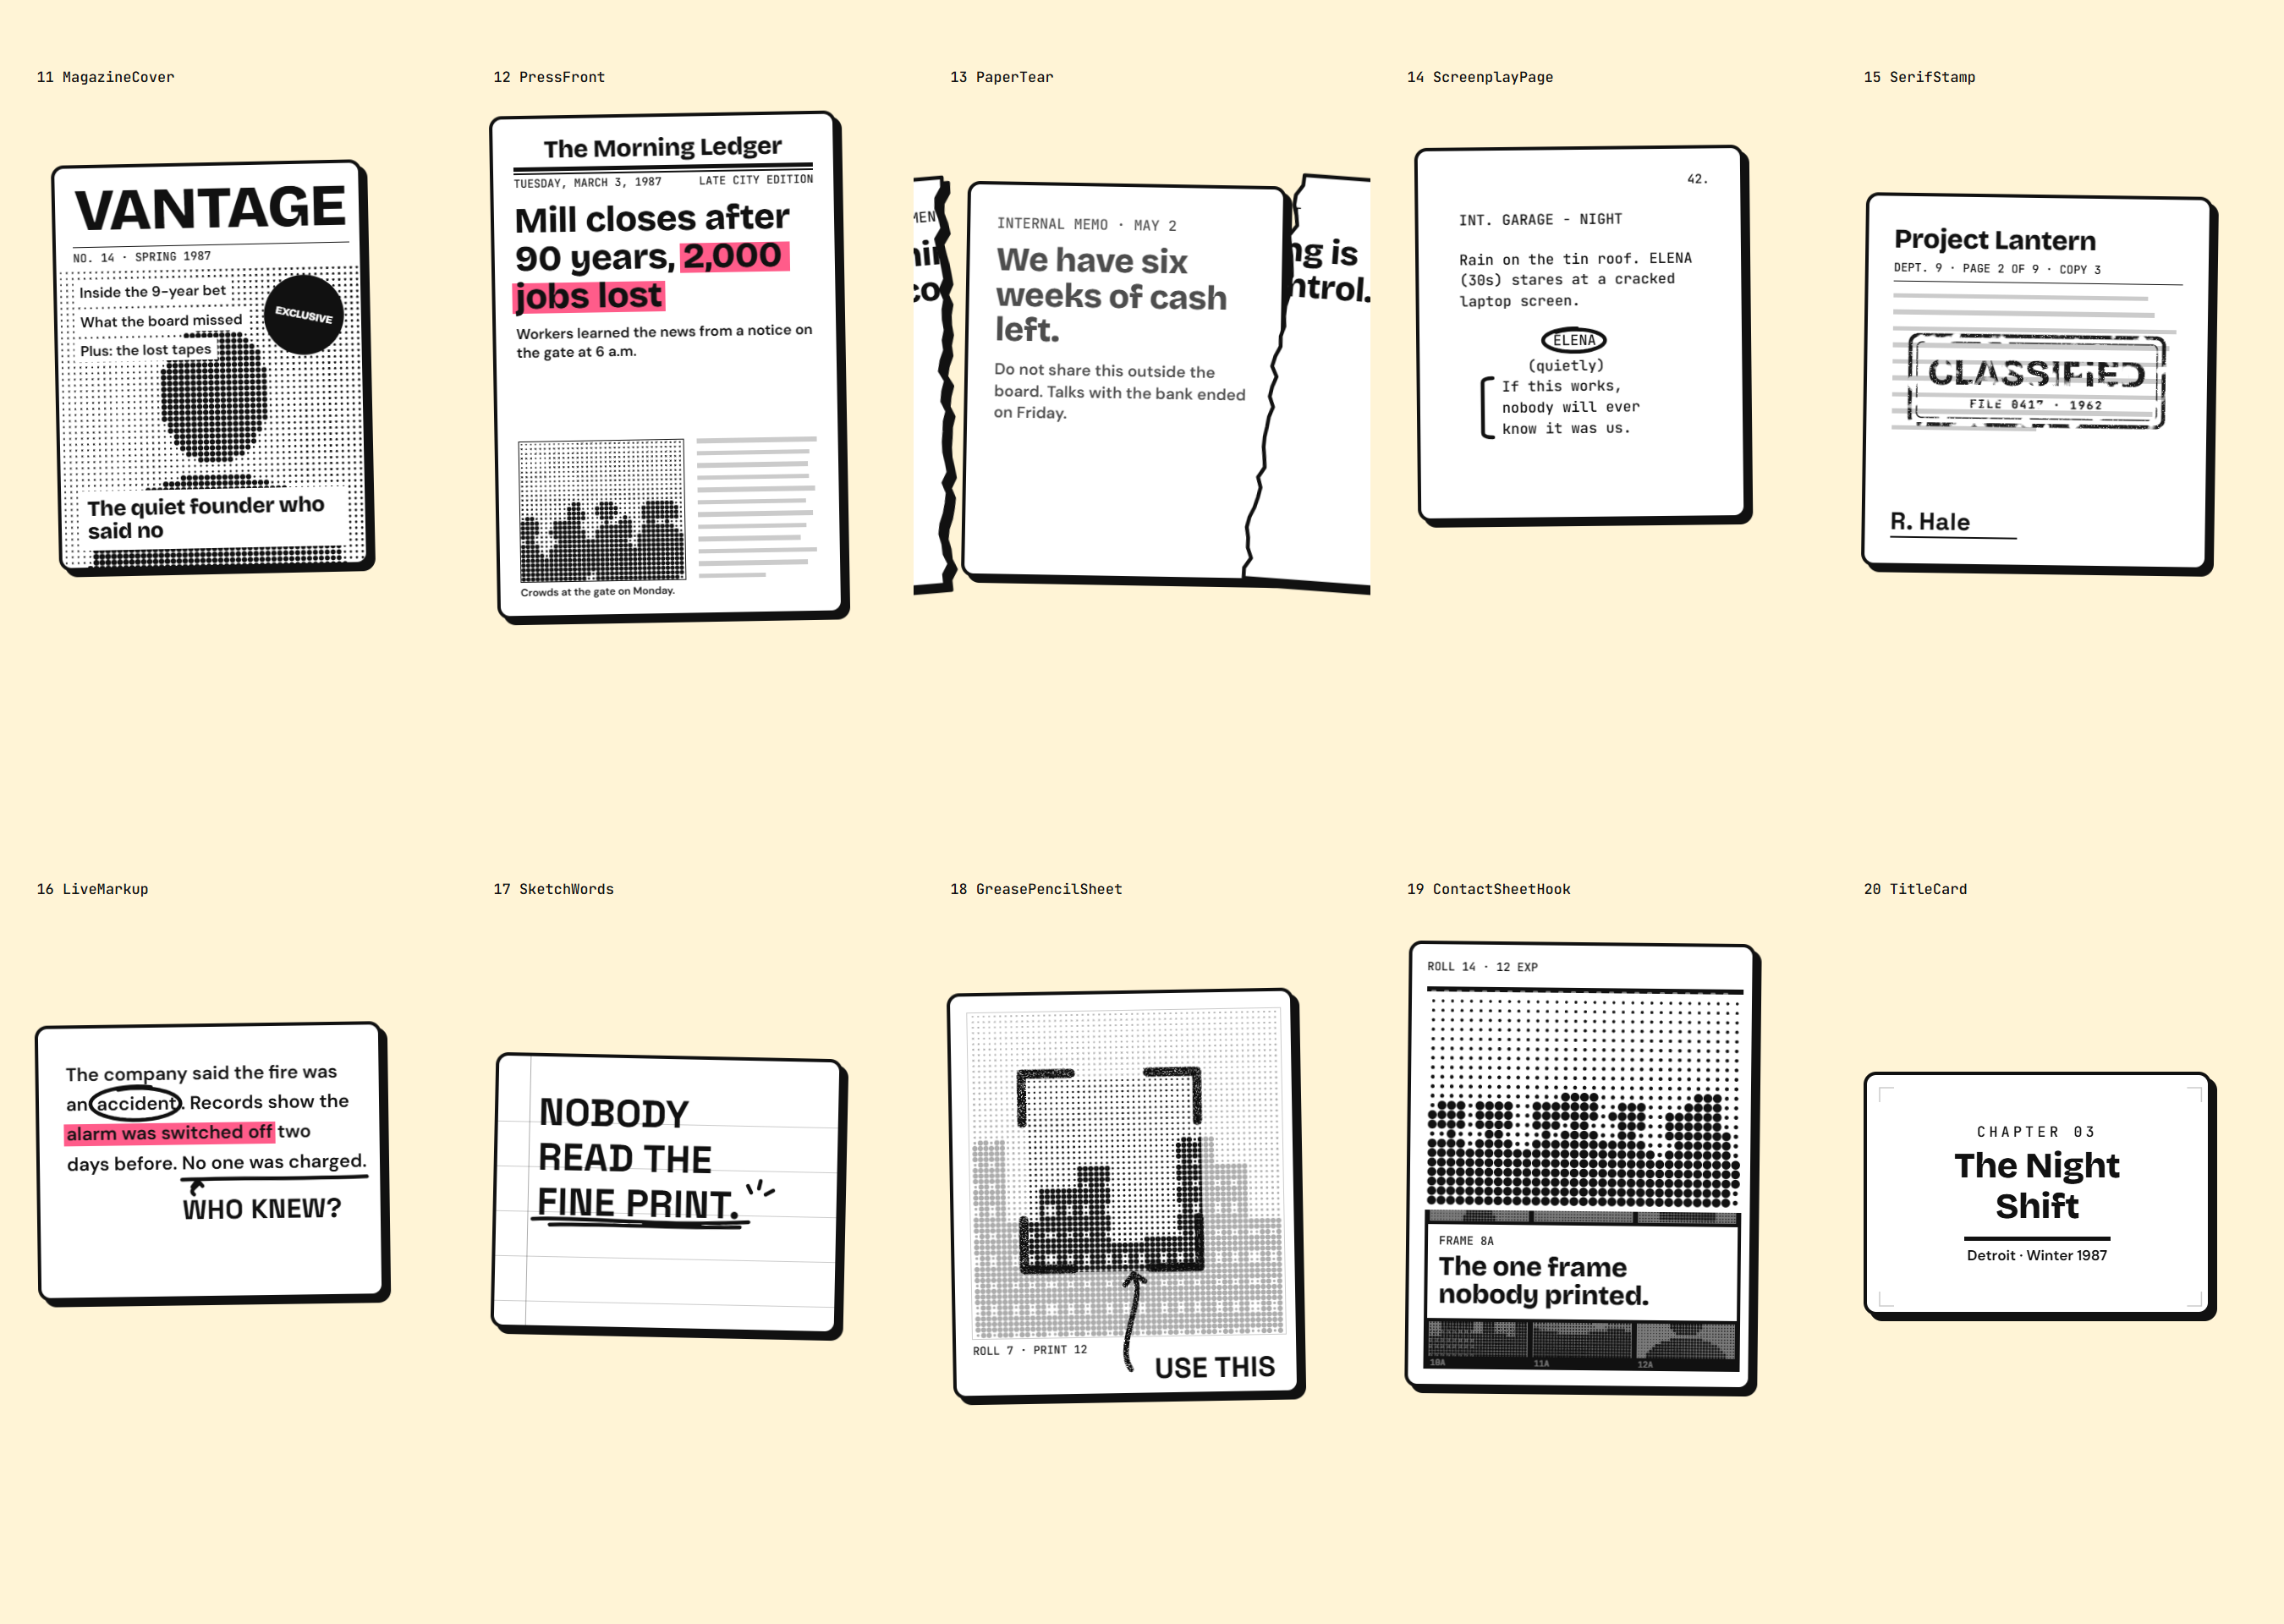 11 MagazineCover
VANTAGE
NO. 14 · SPRING 1987
Inside the 9-year bet
What the board missed
Plus: the lost tapes
EXCLUSIVE
The quiet founder who
said no
12 PressFront
The Morning Ledger
TUESDAY, MARCH 3, 1987 LATE CITY EDITION
Mill closes after
90 years, 2,000
jobs lost
Workers learned the news from a notice on
the gate at 6 a.m.
Crowds at the gate on Monday.
13 PaperTear
INTERNAL MEMO · MAY 2
We have six
weeks of cash
left.
Do not share this outside the
board. Talks with the bank ended
on Friday.
ng is
ntrol.
14 ScreenplayPage
42.
INT. GARAGE - NIGHT
Rain on the tin roof. ELENA
(30s) stares at a cracked
laptop screen.
ELENA
(quietly)
If this works,
nobody will ever
know it was us.
15 SerifStamp
Project Lantern
DEPT. 9 · PAGE 2 OF 9 · COPY 3
CLASSIFIED
FILE 0417 · 1962
R. Hale
16 LiveMarkup
The company said the fire was
an accident. Records show the
alarm was switched off two
days before. No one was charged.
WHO KNEW?
17 SketchWords
NOBODY
READ THE
FINE PRINT.
18 GreasePencilSheet
ROLL 7 · PRINT 12
USE THIS
19 ContactSheetHook
ROLL 14 · 12 EXP
FRAME 8A
The one frame
nobody printed.
10A 11A 12A
20 TitleCard
CHAPTER 03
The Night
Shift
Detroit · Winter 1987